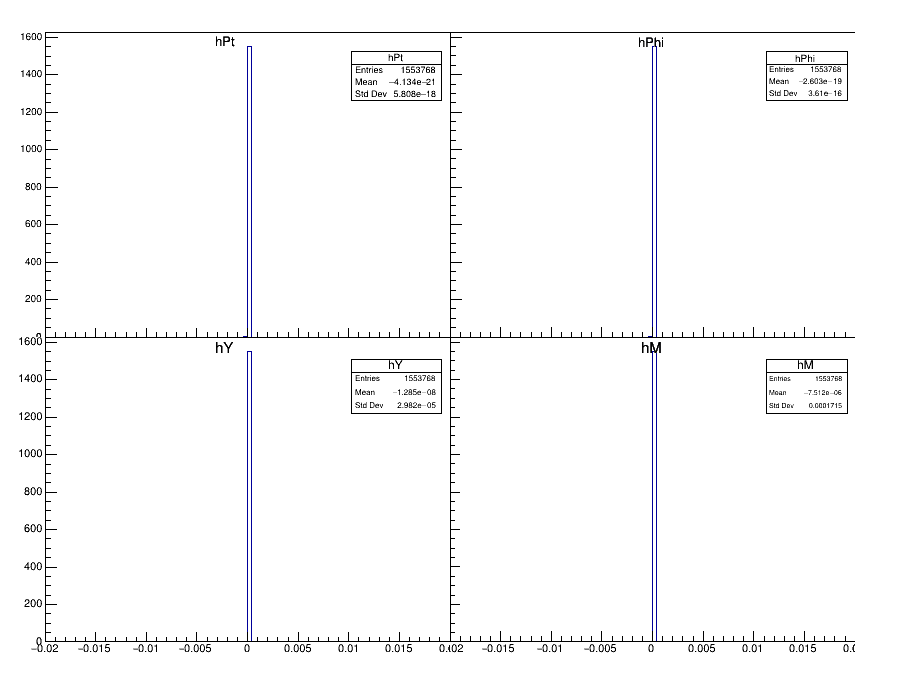 hPt
hPhi
1600
1400
1200
1000
800
600
400
200
0
hPt
Entries 1553768
Mean −4.134e−21
Std Dev 5.808e−18
hPhi
Entries 1553768
Mean −2.603e−19
Std Dev 3.61e−16
hY
hM
1600
1400
1200
1000
800
600
400
200
0
hY
Entries 1553768
Mean −1.285e−08
Std Dev 2.982e−05
hM
Entries 1553768
Mean −7.512e−06
Std Dev 0.0001715
−0.02 −0.015 −0.01 −0.005 0 0.005 0.01 0.015 0.02 −0.015 −0.01 −0.005 0 0.005 0.01 0.015